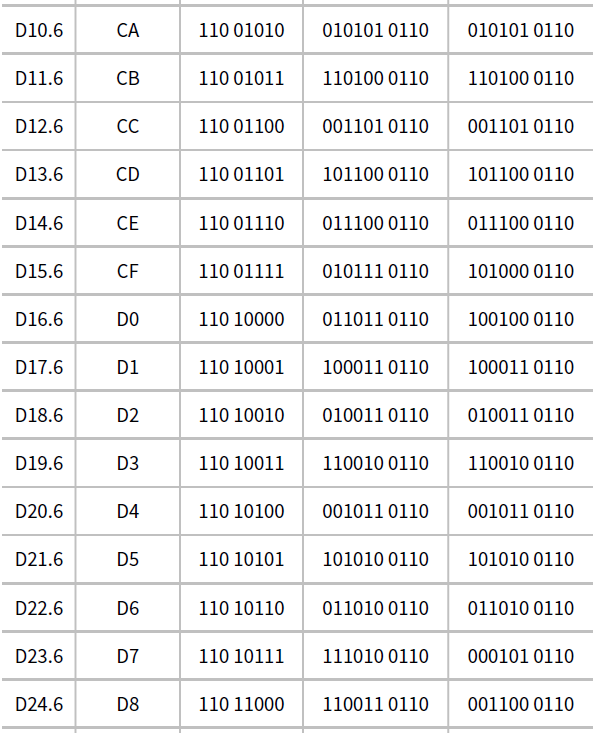 D10.6 CA 110 01010 010101 0110 010101 0110
D11.6 CB 110 01011 110100 0110 110100 0110
D12.6 CC 110 01100 001101 0110 001101 0110
D13.6 CD 110 01101 101100 0110 101100 0110
D14.6 CE 110 01110 011100 0110 011100 0110
D15.6 CF 110 01111 010111 0110 101000 0110
D16.6 D0 110 10000 011011 0110 100100 0110
D17.6 D1 110 10001 100011 0110 100011 0110
D18.6 D2 110 10010 010011 0110 010011 0110
D19.6 D3 110 10011 110010 0110 110010 0110
D20.6 D4 110 10100 001011 0110 001011 0110
D21.6 D5 110 10101 101010 0110 101010 0110
D22.6 D6 110 10110 011010 0110 011010 0110
D23.6 D7 110 10111 111010 0110 000101 0110
D24.6 D8 110 11000 110011 0110 001100 0110